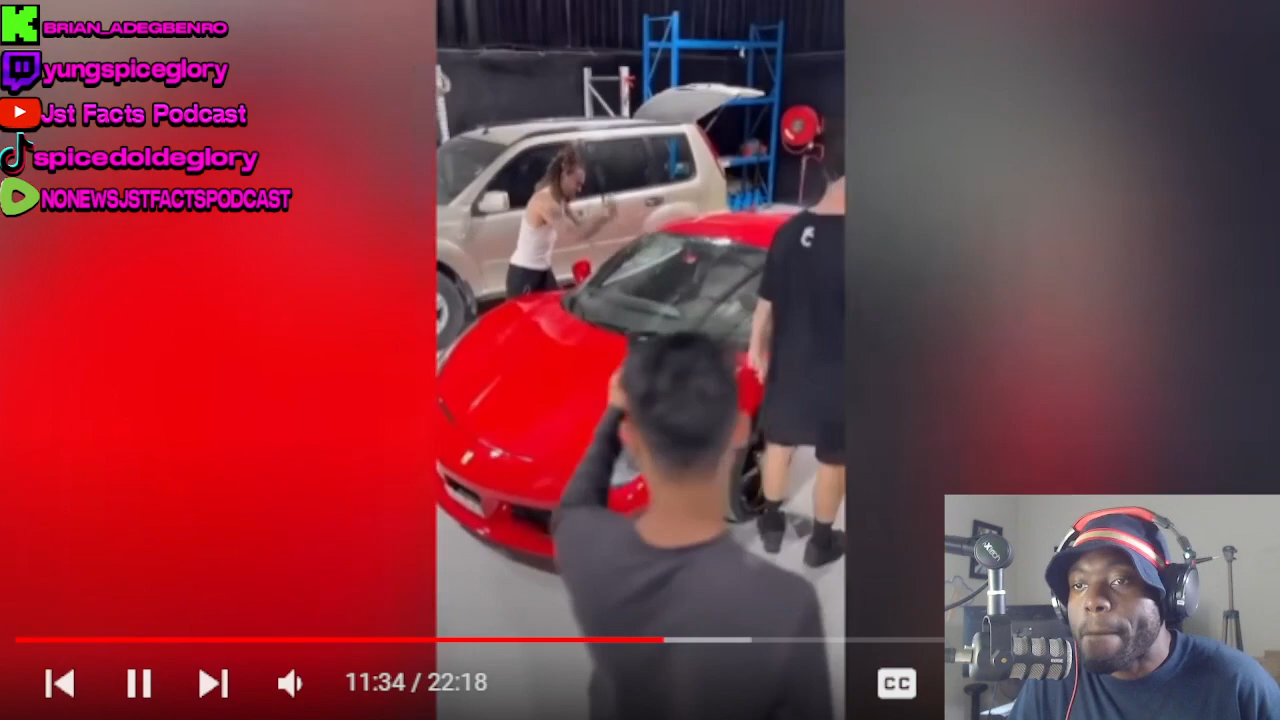 BRIAN_ADEGBENRO
yungspiceglory
Jst Facts Podcast
spicedoldeglory
NONEWSJSTFACTSPODCAST
11:34 / 22:18
CC